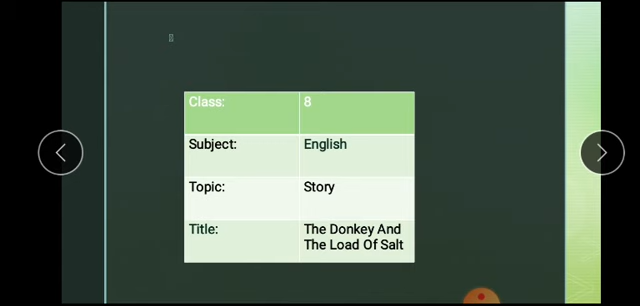 Class: 8
Subject: English
Topic: Story
Title: The Donkey And
The Load Of Salt